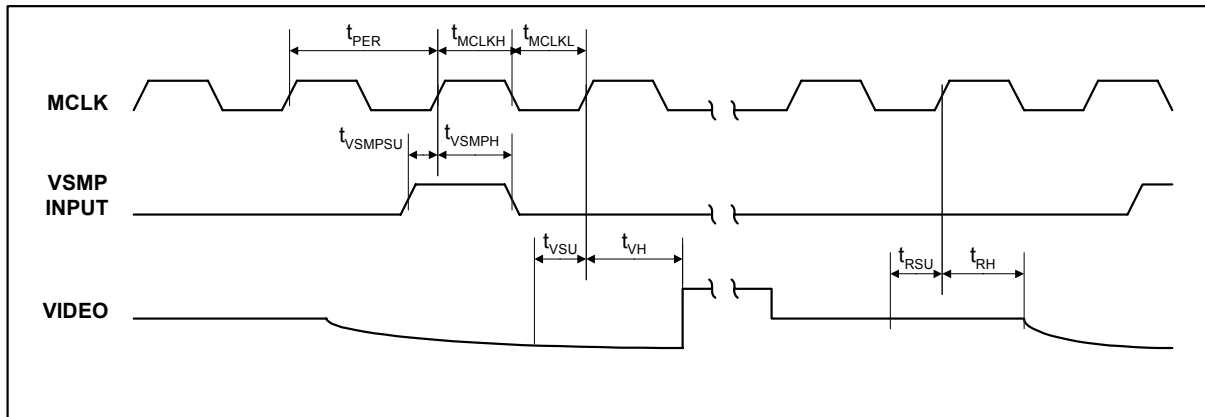 tPER tMCLKH tMCLKL
MCLK
tVSMPSU tVSMPH
VSMP
INPUT
tVSU tVH tRSU tRH
VIDEO